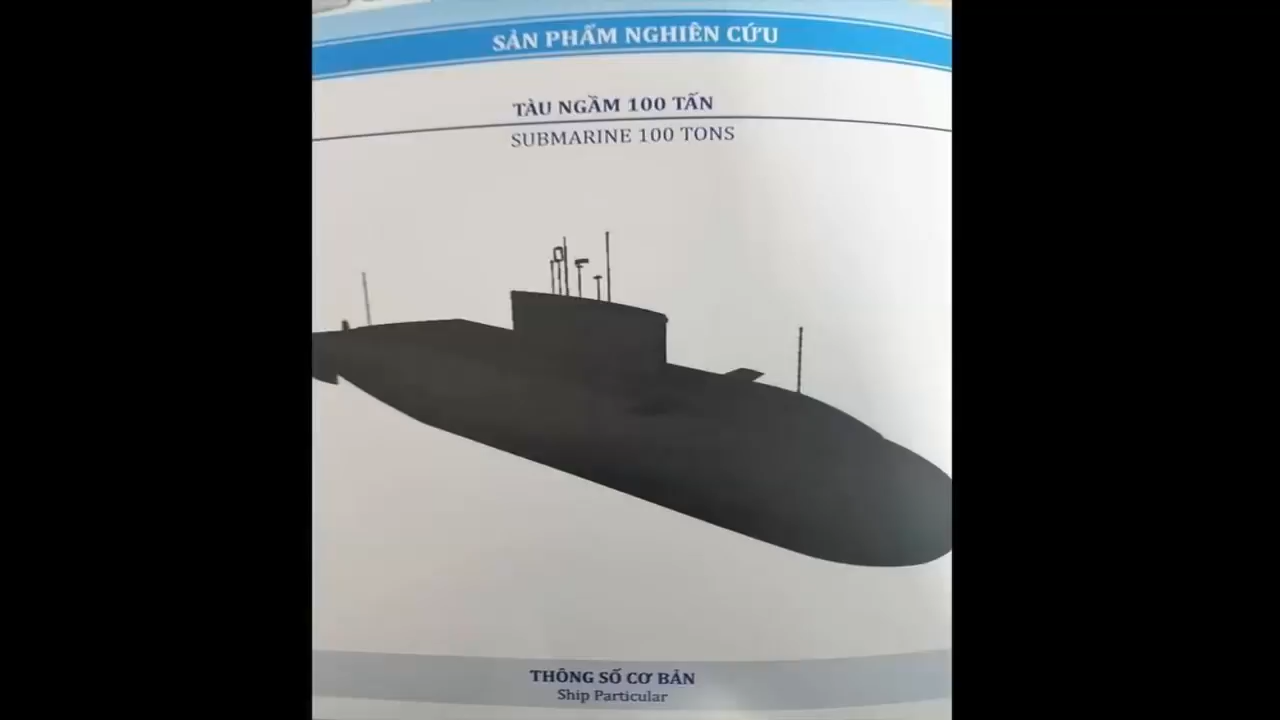 SẢN PHẨM NGHIÊN CỨU
TÀU NGẦM 100 TẤN
SUBMARINE 100 TONS
THÔNG SỐ CƠ BẢN
Ship Particular